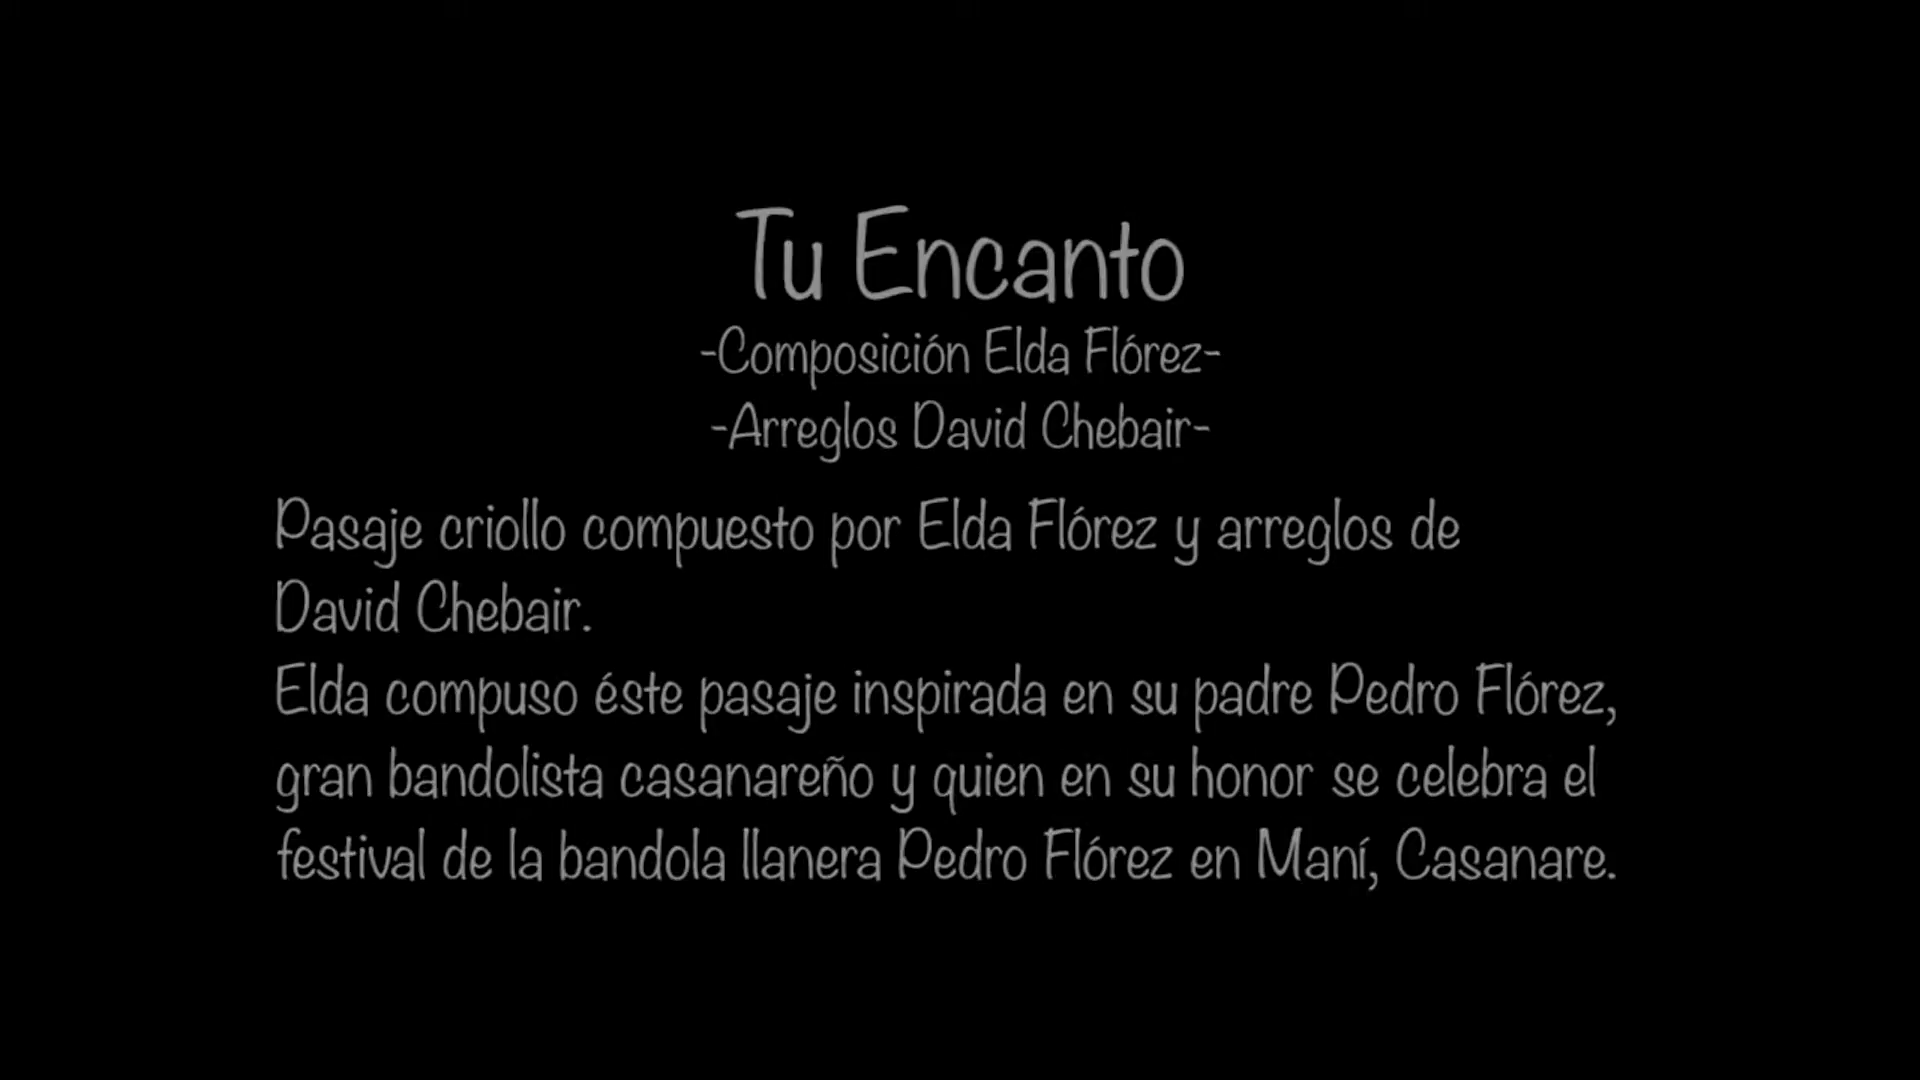 Tu Encanto
-Composición Elda Flórez-
-Arreglos David Chebair-
Pasaje criollo compuesto por Elda Flórez y arreglos de
David Chebair.
Elda compuso éste pasaje inspirada en su padre Pedro Flórez,
gran bandolista casanareño y quien en su honor se celebra el
festival de la bandola llanera Pedro Flórez en Maní, Casanare.